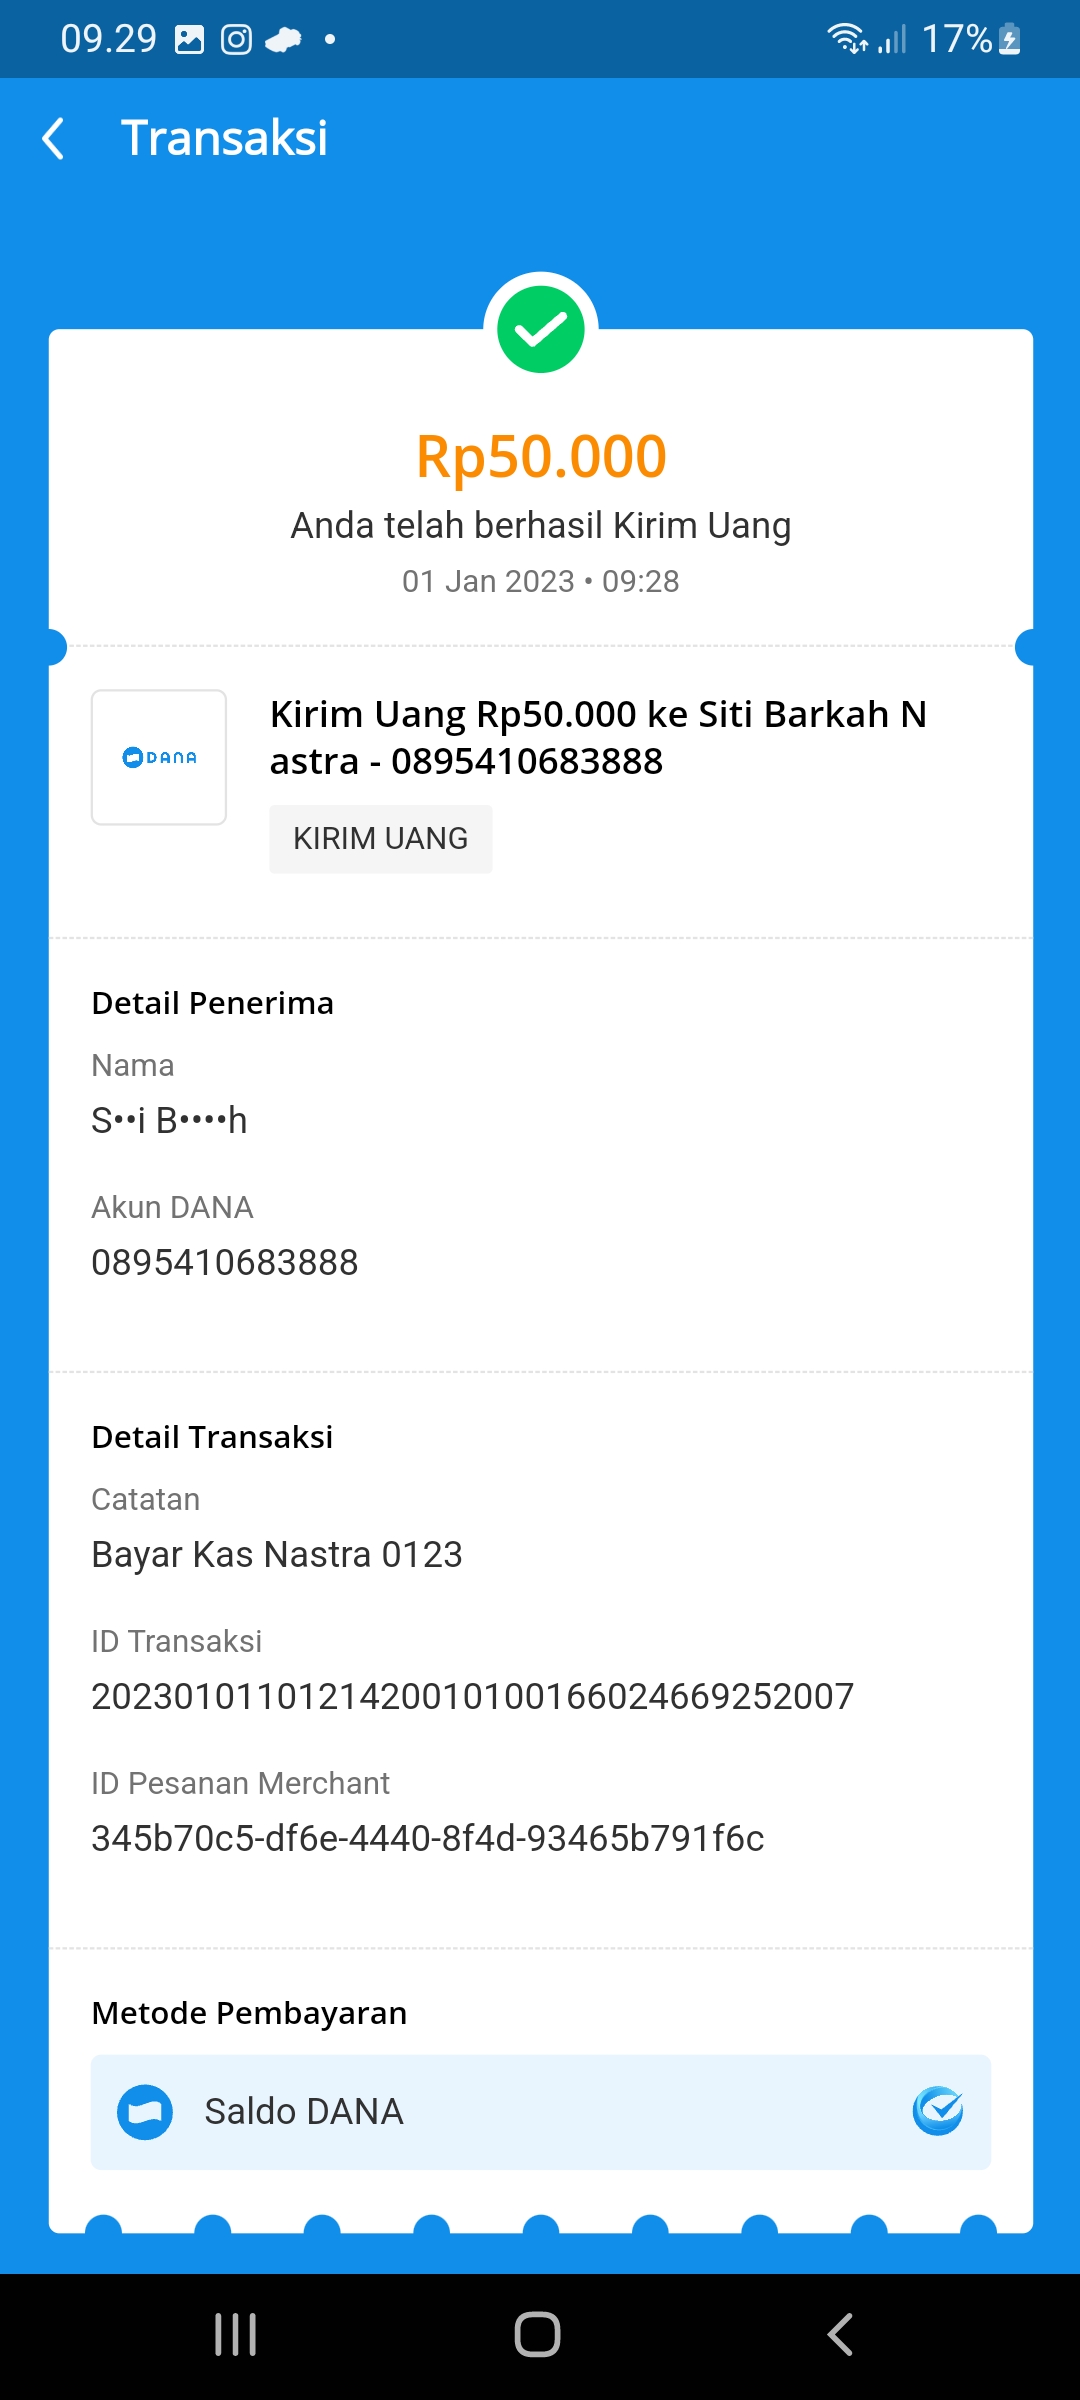 09.29
17%
Transaksi
Rp50.000
Anda telah berhasil Kirim Uang
01 Jan 2023 • 09:28
DANA
Kirim Uang Rp50.000 ke Siti Barkah N
astra - 0895410683888
KIRIM UANG
Detail Penerima
Nama
S••i B••••h
Akun DANA
0895410683888
Detail Transaksi
Catatan
Bayar Kas Nastra 0123
ID Transaksi
2023010110121420010100166024669252007
ID Pesanan Merchant
345b70c5-df6e-4440-8f4d-93465b791f6c
Metode Pembayaran
Saldo DANA